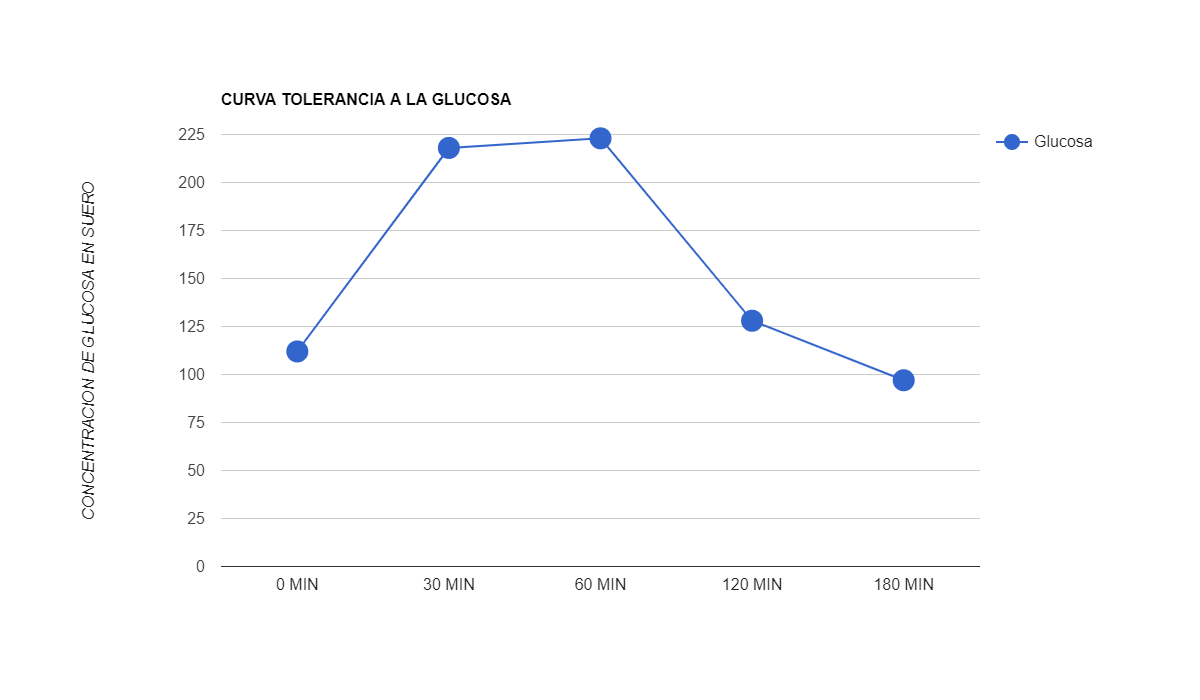 CURVA TOLERANCIA A LA GLUCOSA
CONCENTRACION DE GLUCOSA EN SUERO
225
200
175
150
125
100
75
50
25
0
0 MIN
30 MIN
60 MIN
120 MIN
180 MIN
Glucosa